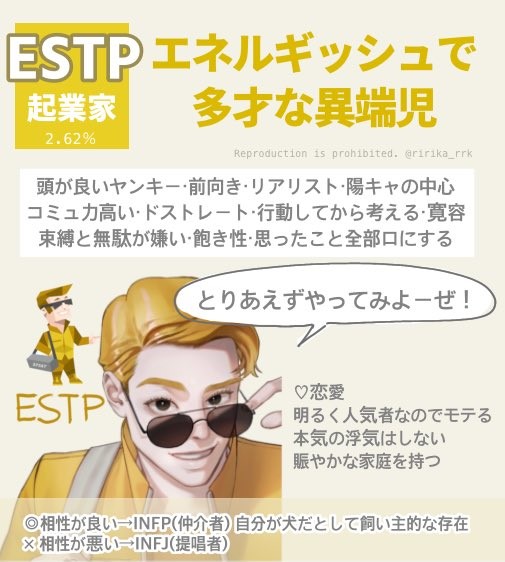 ESTP
起業家
2.62%
エネルギッシュで
多才な異端児
Reproduction is prohibited. @ririka_rrk
頭が良いヤンキー·前向き·リアリスト·陽キャの中心
コミュ力高い·ドストレート·行動してから考える·寛容
束縛と無駄が嫌い·飽き性·思ったこと全部口にする
とりあえずやってみよーぜ！
ESTP
♡恋愛
明るく人気者なのでモテる
本気の浮気はしない
賑やかな家庭を持つ
◎相性が良い→INFP(仲介者) 自分が犬だとして飼い主的な存在
× 相性が悪い→INFJ(提唱者)